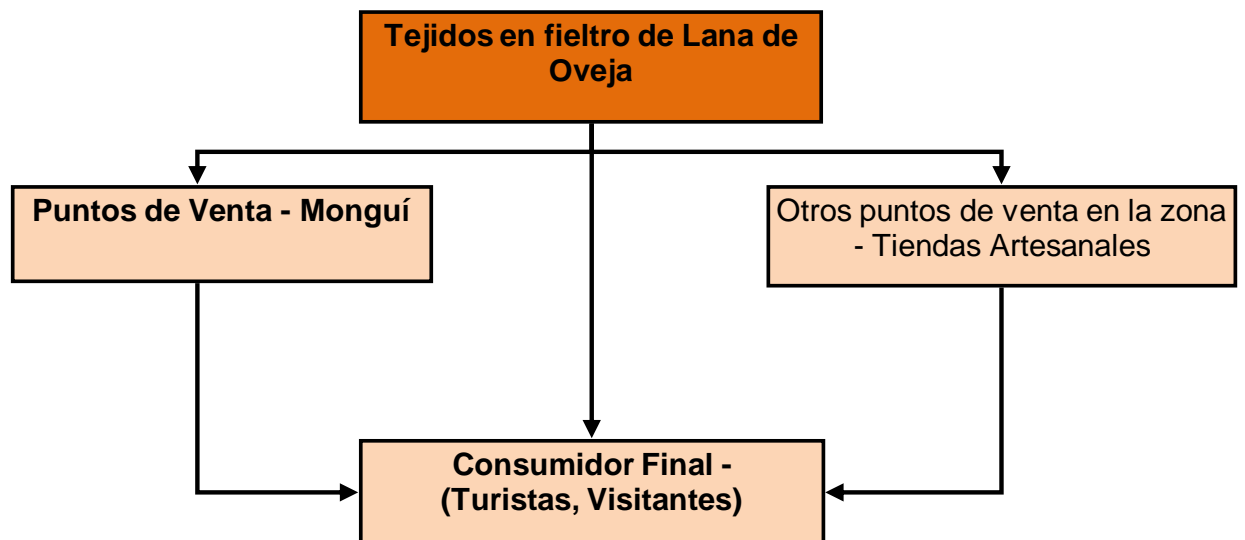 Tejidos en fieltro de Lana de
Oveja
Puntos de Venta - Monguí
Otros puntos de venta en la zona
- Tiendas Artesanales
Consumidor Final -
(Turistas, Visitantes)